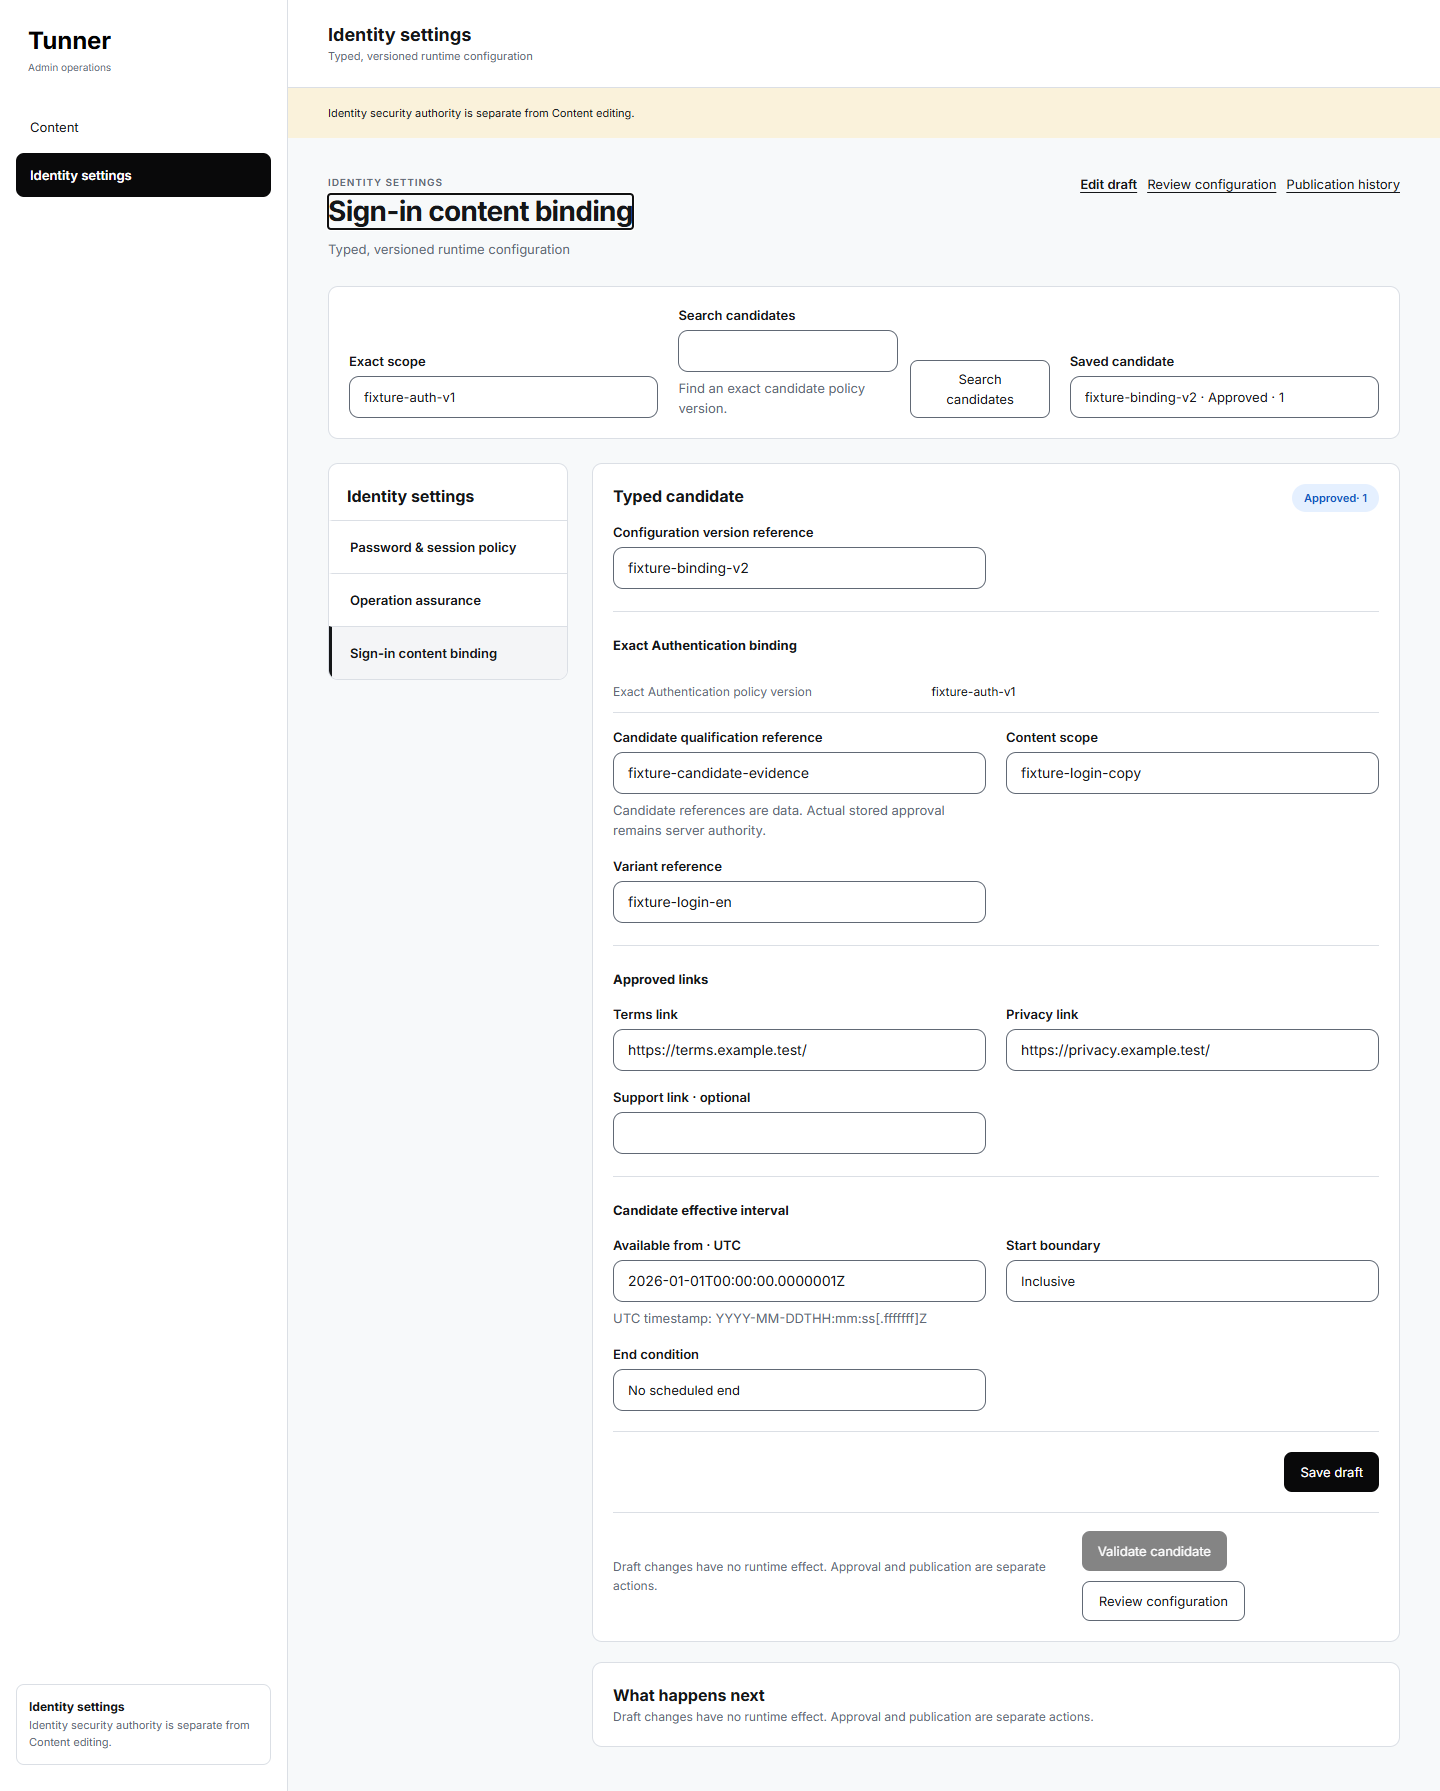 Tunner
Admin operations
Content
Identity settings
Identity settings
Identity security authority is separate from
Content editing.
Identity settings
Typed, versioned runtime configuration
Identity security authority is separate from Content editing.
IDENTITY SETTINGS
Sign-in content binding
Typed, versioned runtime configuration
Edit draft
Review configuration
Publication history
Exact scope
fixture-auth-v1
Search candidates
Find an exact candidate policy
version.
Search
candidates
Saved candidate
fixture-binding-v2 · Approved · 1
Identity settings
Password & session policy
Operation assurance
Sign-in content binding
Typed candidate
Approved· 1
Configuration version reference
fixture-binding-v2
Exact Authentication binding
Exact Authentication policy version
fixture-auth-v1
Candidate qualification reference
fixture-candidate-evidence
Candidate references are data. Actual stored approval
remains server authority.
Content scope
fixture-login-copy
Variant reference
fixture-login-en
Approved links
Terms link
https://terms.example.test/
Privacy link
https://privacy.example.test/
Support link · optional
Candidate effective interval
Available from · UTC
2026-01-01T00:00:00.0000001Z
UTC timestamp: YYYY-MM-DDTHH:mm:ss[.fffffff]Z
Start boundary
Inclusive
End condition
No scheduled end
Save draft
Draft changes have no runtime effect. Approval and publication are separate
actions.
Validate candidate
Review configuration
What happens next
Draft changes have no runtime effect. Approval and publication are separate actions.